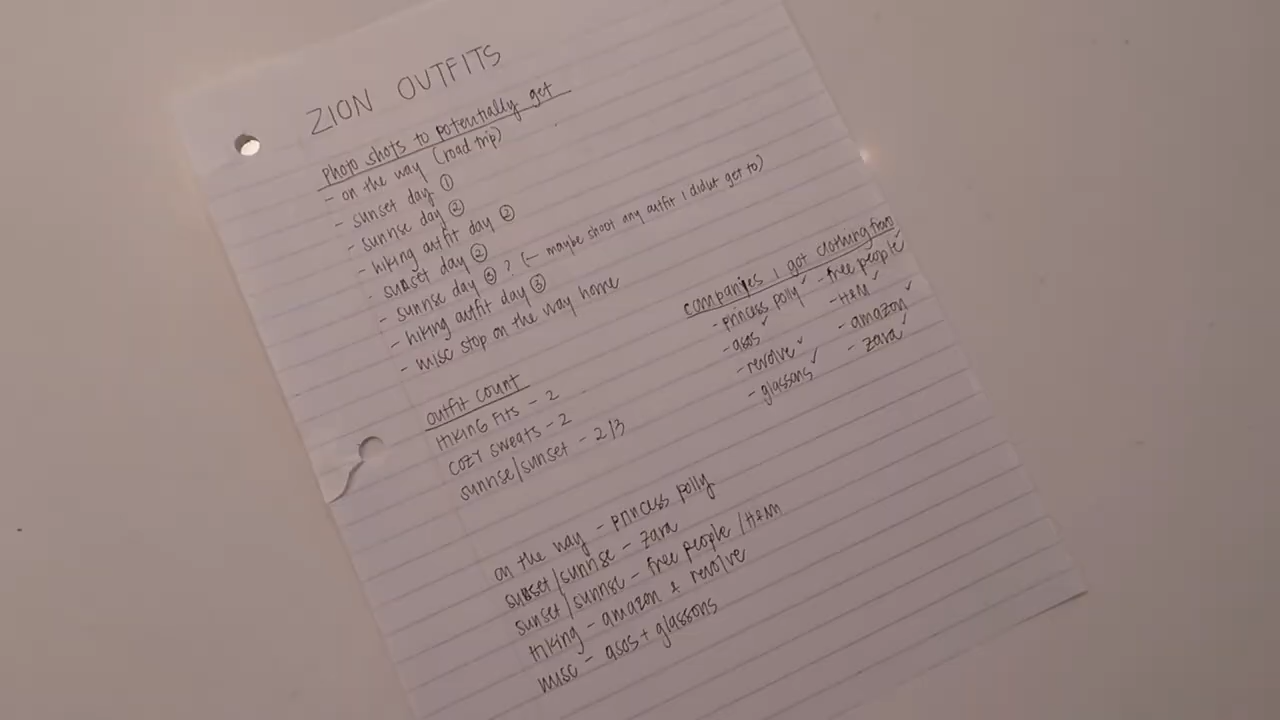 ZION OUTFITS
photo shots to potentially get
- on the way (road trip)
- sunset day ①
- sunrise day ②
- hiking outfit day ②
- sunset day ②
- sunrise day ③ ? (← maybe shoot any outfit I didnt get to)
- hiking outfit day ③
- misc stop on the way home
companies I got clothing from
- princess polly ✓ - free people ✓
- asos ✓ - H&M ✓
- revolve ✓ - amazon ✓
- glassons ✓ - zara ✓
outfit count
HIKING FITS - 2
COZY SWEATS - 2
sunrise/sunset - 2/3
on the way - princess polly
sunset/sunrise - zara
sunset/sunrise - free people/H&M
Hiking - amazon & revolve
misc - asos + glassons